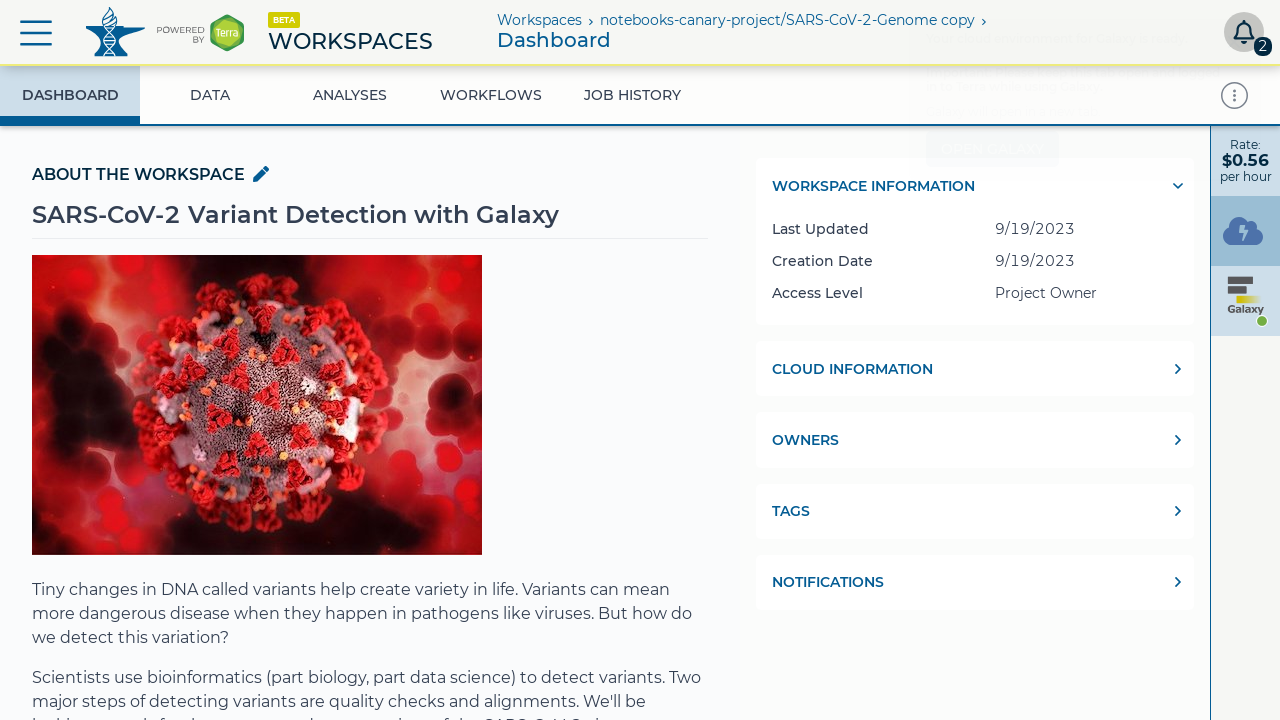 POWERED
BY
Terra
BETA
WORKSPACES
Workspaces › notebooks-canary-project/SARS-CoV-2-Genome copy ›
Dashboard
2
DASHBOARD
DATA
ANALYSES
WORKFLOWS
JOB HISTORY
ABOUT THE WORKSPACE
SARS-CoV-2 Variant Detection with Galaxy
Tiny changes in DNA called variants help create variety in life. Variants can mean
more dangerous disease when they happen in pathogens like viruses. But how do
we detect this variation?
Scientists use bioinformatics (part biology, part data science) to detect variants. Two
major steps of detecting variants are quality checks and alignments. We'll be
OPEN GALAXY
WORKSPACE INFORMATION
Last Updated 9/19/2023
Creation Date 9/19/2023
Access Level Project Owner
CLOUD INFORMATION
OWNERS
TAGS
NOTIFICATIONS
Rate:
$0.56
per hour
Galaxy